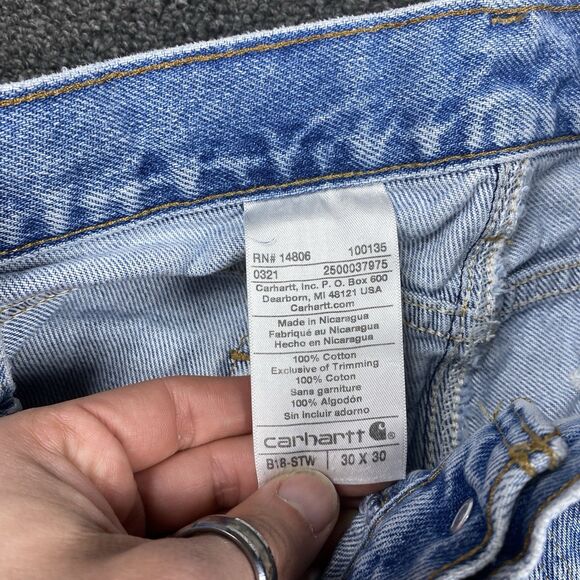 RN# 14806 100135
0321 2500037975
Carhartt, Inc. P. O. Box 600
Dearborn, MI 48121 USA
Carhartt.com
Made in Nicaragua
Fabriqué au Nicaragua
Hecho en Nicaragua
100% Cotton
Exclusive of Trimming
100% Coton
Sans garniture
100% Algodón
Sin incluir adorno
carhartt ®
B18-STW 30 X 30